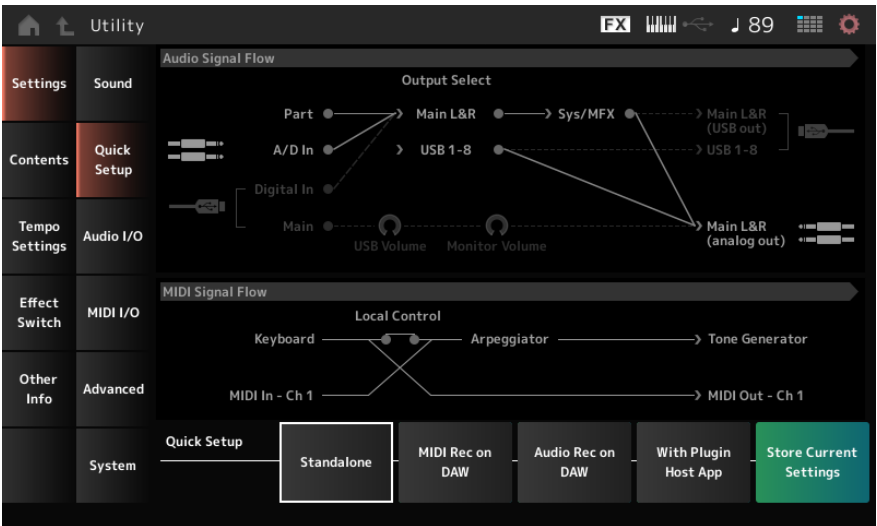 Utility
FX
♩ 89
Settings
Sound
Contents
Quick
Setup
Tempo
Settings
Audio I/O
Effect
Switch
MIDI I/O
Other
Info
Advanced
System
Audio Signal Flow
Output Select
Part
Main L&R
Sys/MFX
Main L&R
(USB out)
A/D In
USB 1-8
USB 1-8
Digital In
Main
USB Volume
Monitor Volume
Main L&R
(analog out)
MIDI Signal Flow
Local Control
Keyboard
Arpeggiator
Tone Generator
MIDI In - Ch 1
MIDI Out - Ch 1
Quick Setup
Standalone
MIDI Rec on
DAW
Audio Rec on
DAW
With Plugin
Host App
Store Current
Settings